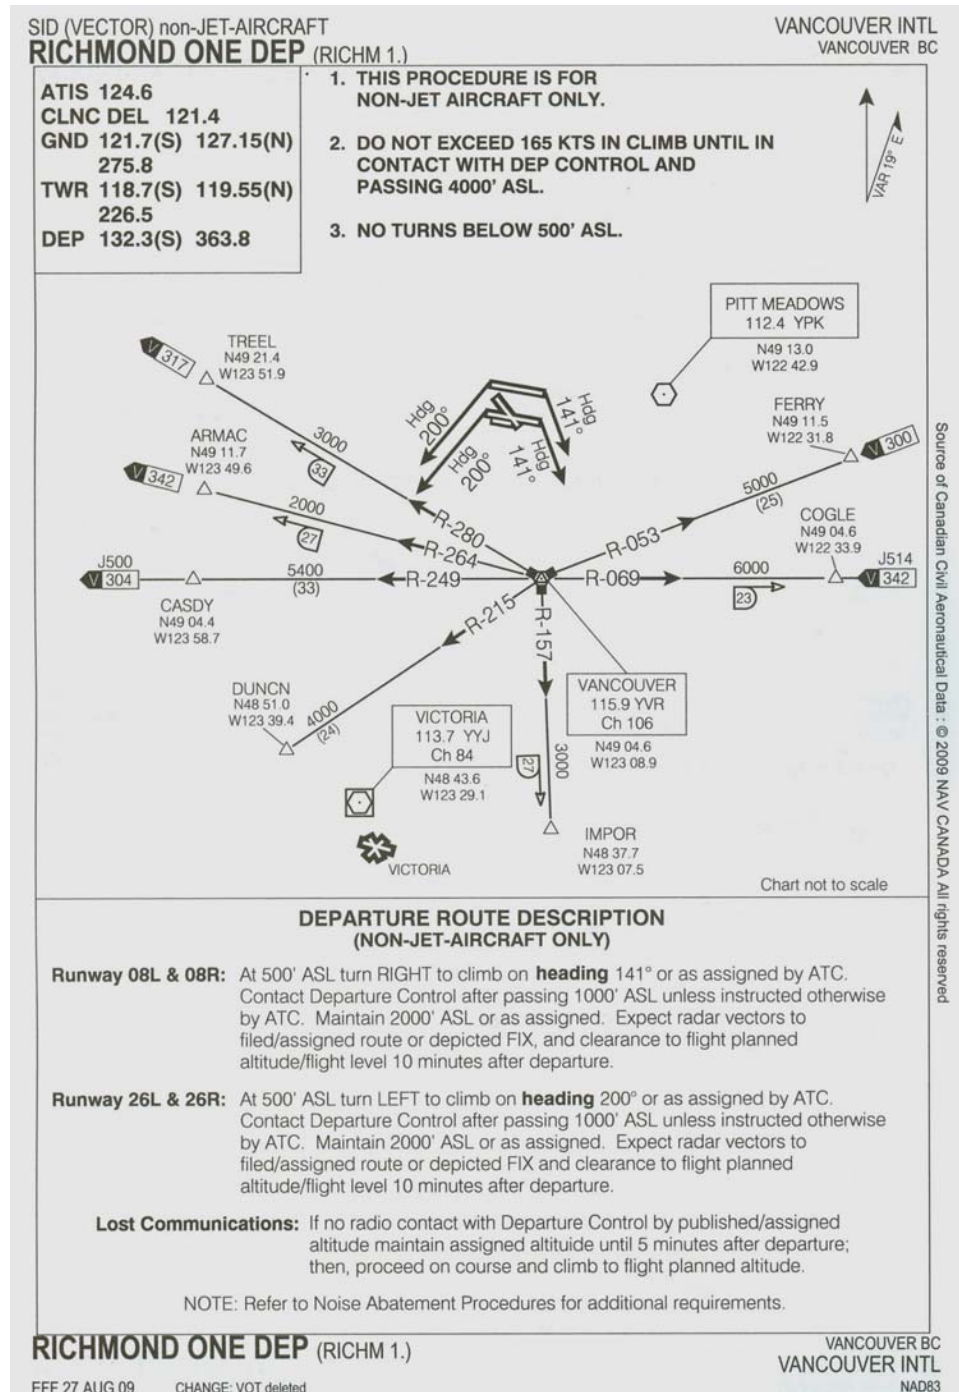 SID (VECTOR) non-JET-AIRCRAFT
RICHMOND ONE DEP (RICHM 1.)
VANCOUVER INTL
VANCOUVER BC
ATIS 124.6
CLNC DEL 121.4
GND 121.7(S) 127.15(N)
275.8
TWR 118.7(S) 119.55(N)
226.5
DEP 132.3(S) 363.8
1. THIS PROCEDURE IS FOR
NON-JET AIRCRAFT ONLY.
2. DO NOT EXCEED 165 KTS IN CLIMB UNTIL IN
CONTACT WITH DEP CONTROL AND
PASSING 4000' ASL.
3. NO TURNS BELOW 500' ASL.
VAR 19° E
PITT MEADOWS
112.4 YPK
N49 13.0
W122 42.9
TREEL
N49 21.4
W123 51.9
V 317
3000
33
Hdg
200°
Hdg
141°
Hdg
200°
Hdg
141°
FERRY
N49 11.5
W122 31.8
V 300
5000
(25)
R-053
ARMAC
N49 11.7
W123 49.6
V 342
2000
27
R-280
R-264
COGLE
N49 04.6
W122 33.9
J514
V 342
6000
23
R-069
J500
V 304
5400
(33)
R-249
CASDY
N49 04.4
W123 58.7
R-215
R-157
DUNCN
N48 51.0
W123 39.4
4000
(24)
VICTORIA
113.7 YYJ
Ch 84
N48 43.6
W123 29.1
VANCOUVER
115.9 YVR
Ch 106
N49 04.6
W123 08.9
27
3000
IMPOR
N48 37.7
W123 07.5
VICTORIA
Chart not to scale
Source of Canadian Civil Aeronautical Data : © 2009 NAV CANADA All rights reserved
DEPARTURE ROUTE DESCRIPTION
(NON-JET-AIRCRAFT ONLY)
Runway 08L & 08R: At 500' ASL turn RIGHT to climb on heading 141° or as assigned by ATC.
Contact Departure Control after passing 1000' ASL unless instructed otherwise
by ATC. Maintain 2000' ASL or as assigned. Expect radar vectors to
filed/assigned route or depicted FIX, and clearance to flight planned
altitude/flight level 10 minutes after departure.
Runway 26L & 26R: At 500' ASL turn LEFT to climb on heading 200° or as assigned by ATC.
Contact Departure Control after passing 1000' ASL unless instructed otherwise
by ATC. Maintain 2000' ASL or as assigned. Expect radar vectors to
filed/assigned route or depicted FIX and clearance to flight planned
altitude/flight level 10 minutes after departure.
Lost Communications: If no radio contact with Departure Control by published/assigned
altitude maintain assigned altituide until 5 minutes after departure;
then, proceed on course and climb to flight planned altitude.
NOTE: Refer to Noise Abatement Procedures for additional requirements.
RICHMOND ONE DEP (RICHM 1.)
VANCOUVER BC
VANCOUVER INTL
EFF 27 AUG 09 CHANGE: VOT deleted
NAD83